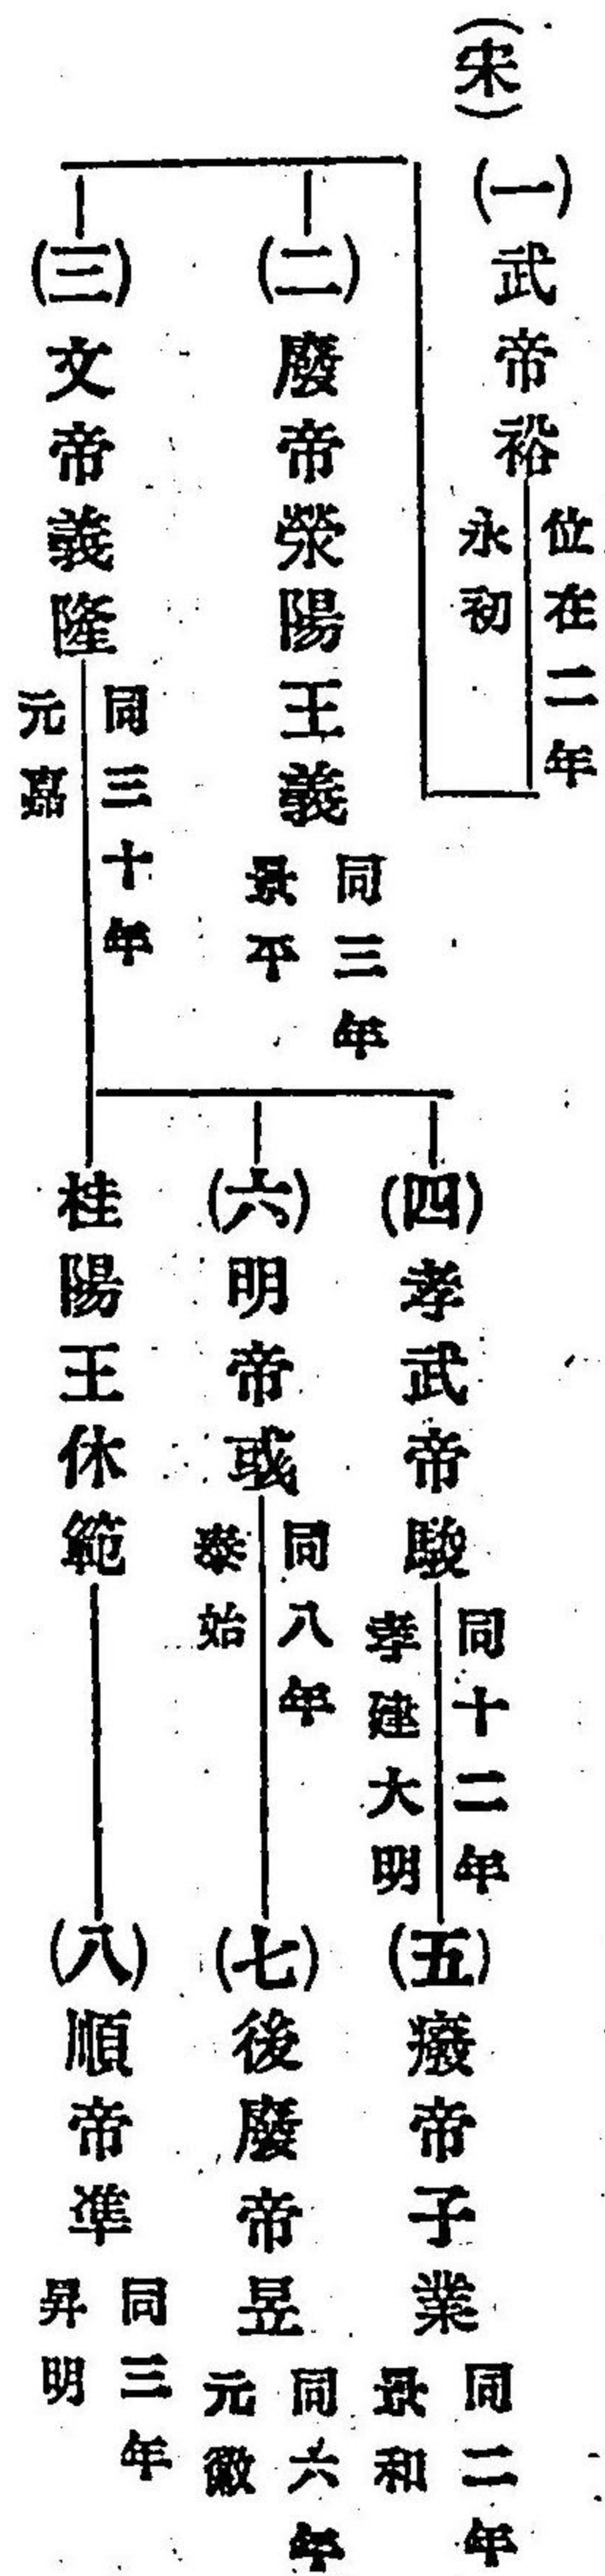 (宋)
(一)武帝裕
位在二年
永初
(二)廢帝滎陽王義
同三年
景平
(三)文帝義隆
同三十年
元嘉
(四)孝武帝駿
同十二年
孝建大明
(五)癈帝子業
同二年
景和
(六)明帝彧
同八年
泰始
(七)後廢帝昱
同六年
元徽
桂陽王休範
(八)順帝準
同三年
昇明